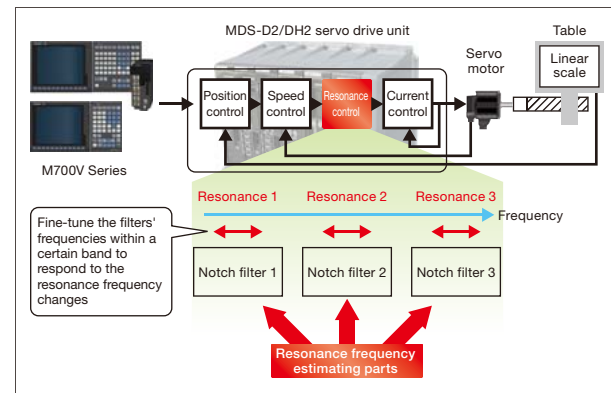 MDS-D2/DH2 servo drive unit
Table
Servo
motor
Linear
scale
Position
control
Speed
control
Resonance
control
Current
control
M700V Series
Resonance 1
Resonance 2
Resonance 3
Frequency
Fine-tune the filters'
frequencies within a
certain band to
respond to the
resonance frequency
changes
Notch filter 1
Notch filter 2
Notch filter 3
Resonance frequency
estimating parts